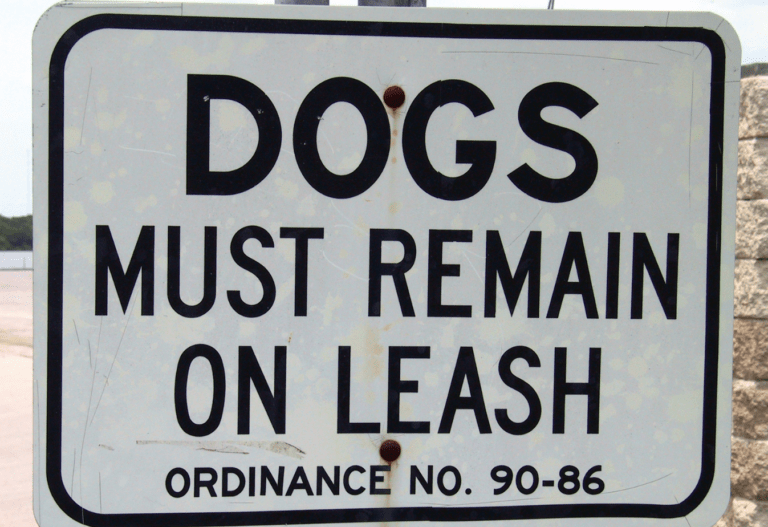 DOGS
MUST REMAIN
ON LEASH
ORDINANCE NO. 90-86